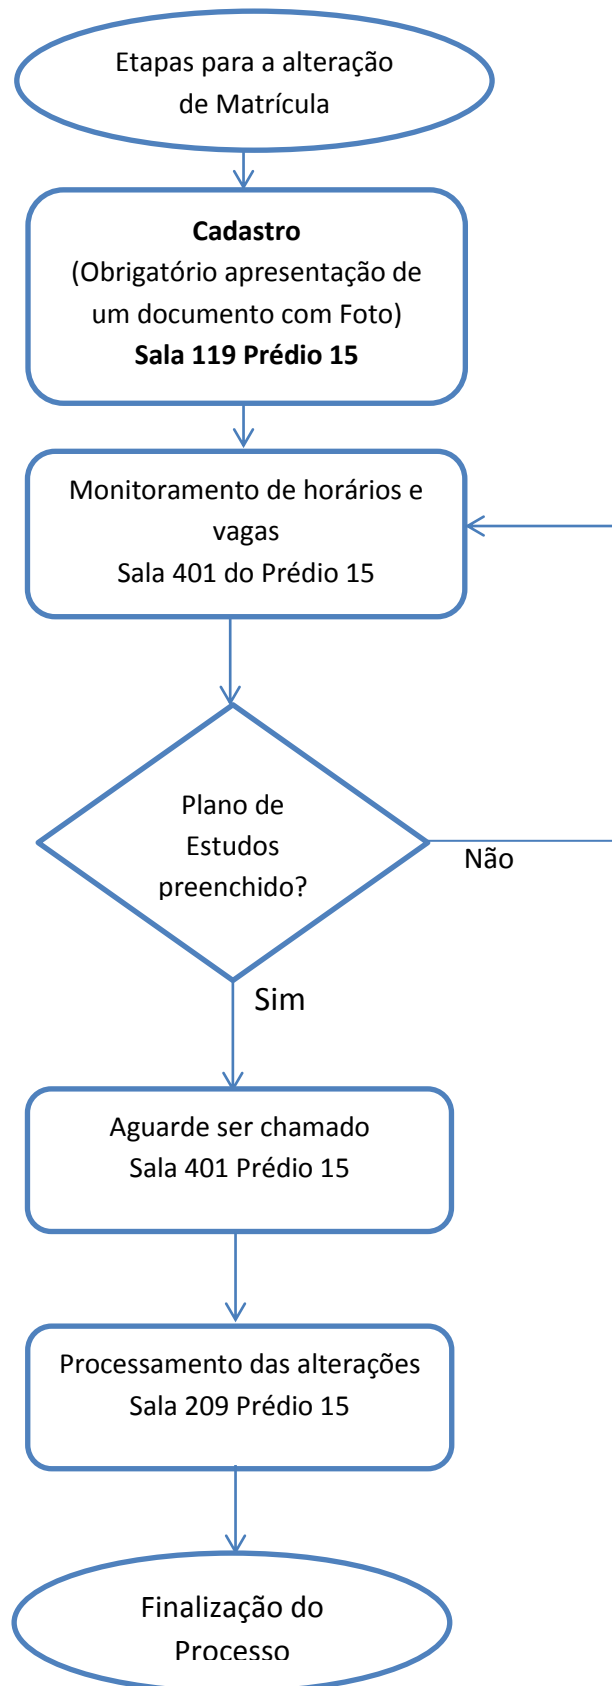 Etapas para a alteração
de Matrícula
Cadastro
(Obrigatório apresentação de
um documento com Foto)
Sala 119 Prédio 15
Monitoramento de horários e
vagas
Sala 401 do Prédio 15
Plano de
Estudos
preenchido?
Não
Sim
Aguarde ser chamado
Sala 401 Prédio 15
Processamento das alterações
Sala 209 Prédio 15
Finalização do
Processo